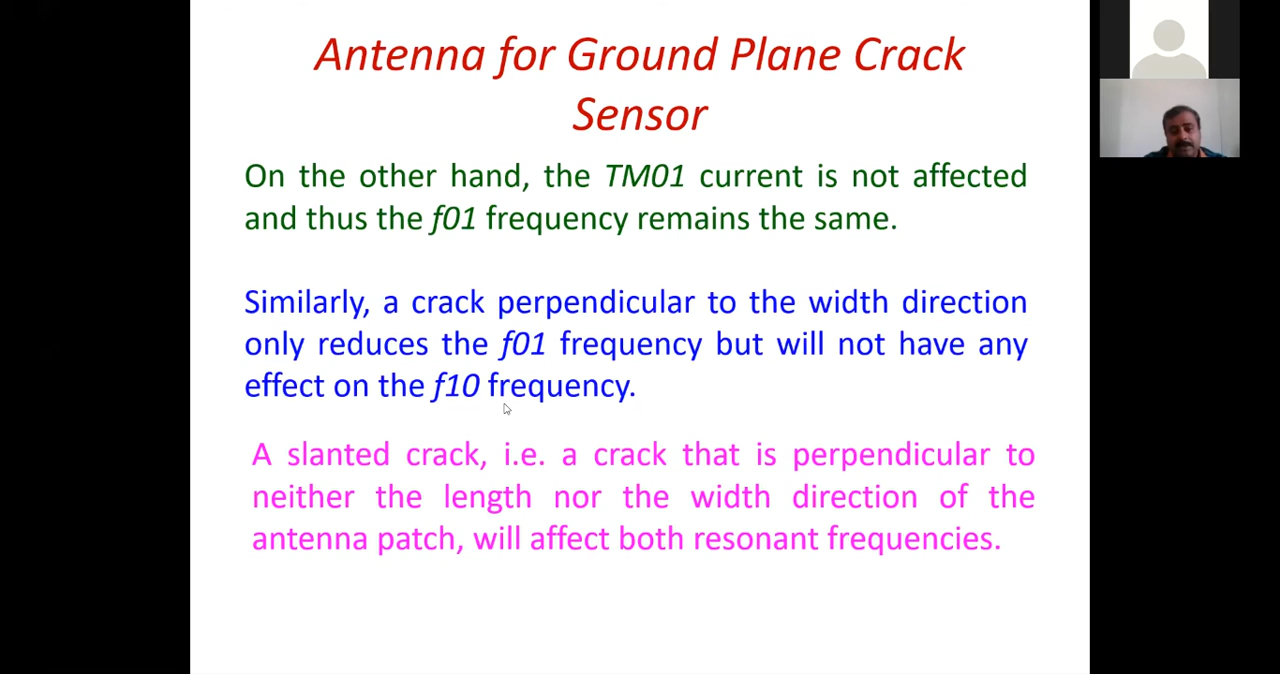 Antenna for Ground Plane Crack
Sensor
On the other hand, the TM01 current is not affected
and thus the f01 frequency remains the same.
Similarly, a crack perpendicular to the width direction
only reduces the f01 frequency but will not have any
effect on the f10 frequency.
A slanted crack, i.e. a crack that is perpendicular to
neither the length nor the width direction of the
antenna patch, will affect both resonant frequencies.